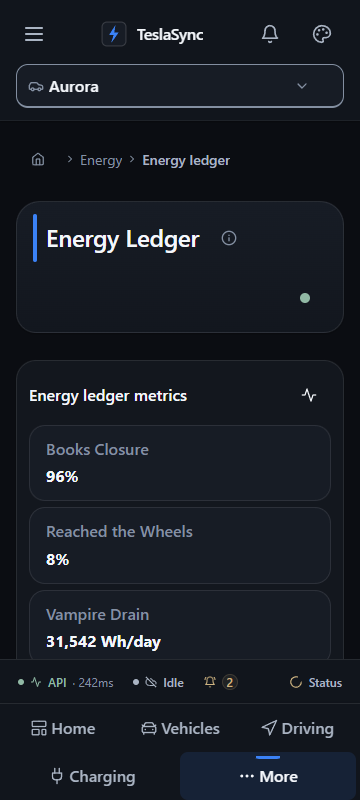 TeslaSync
Aurora
Energy
Energy ledger
Energy Ledger
Energy ledger metrics
Books Closure
96%
Reached the Wheels
8%
Vampire Drain
31,542 Wh/day
API · 242ms Idle 2 Status
Home Vehicles Driving
Charging More